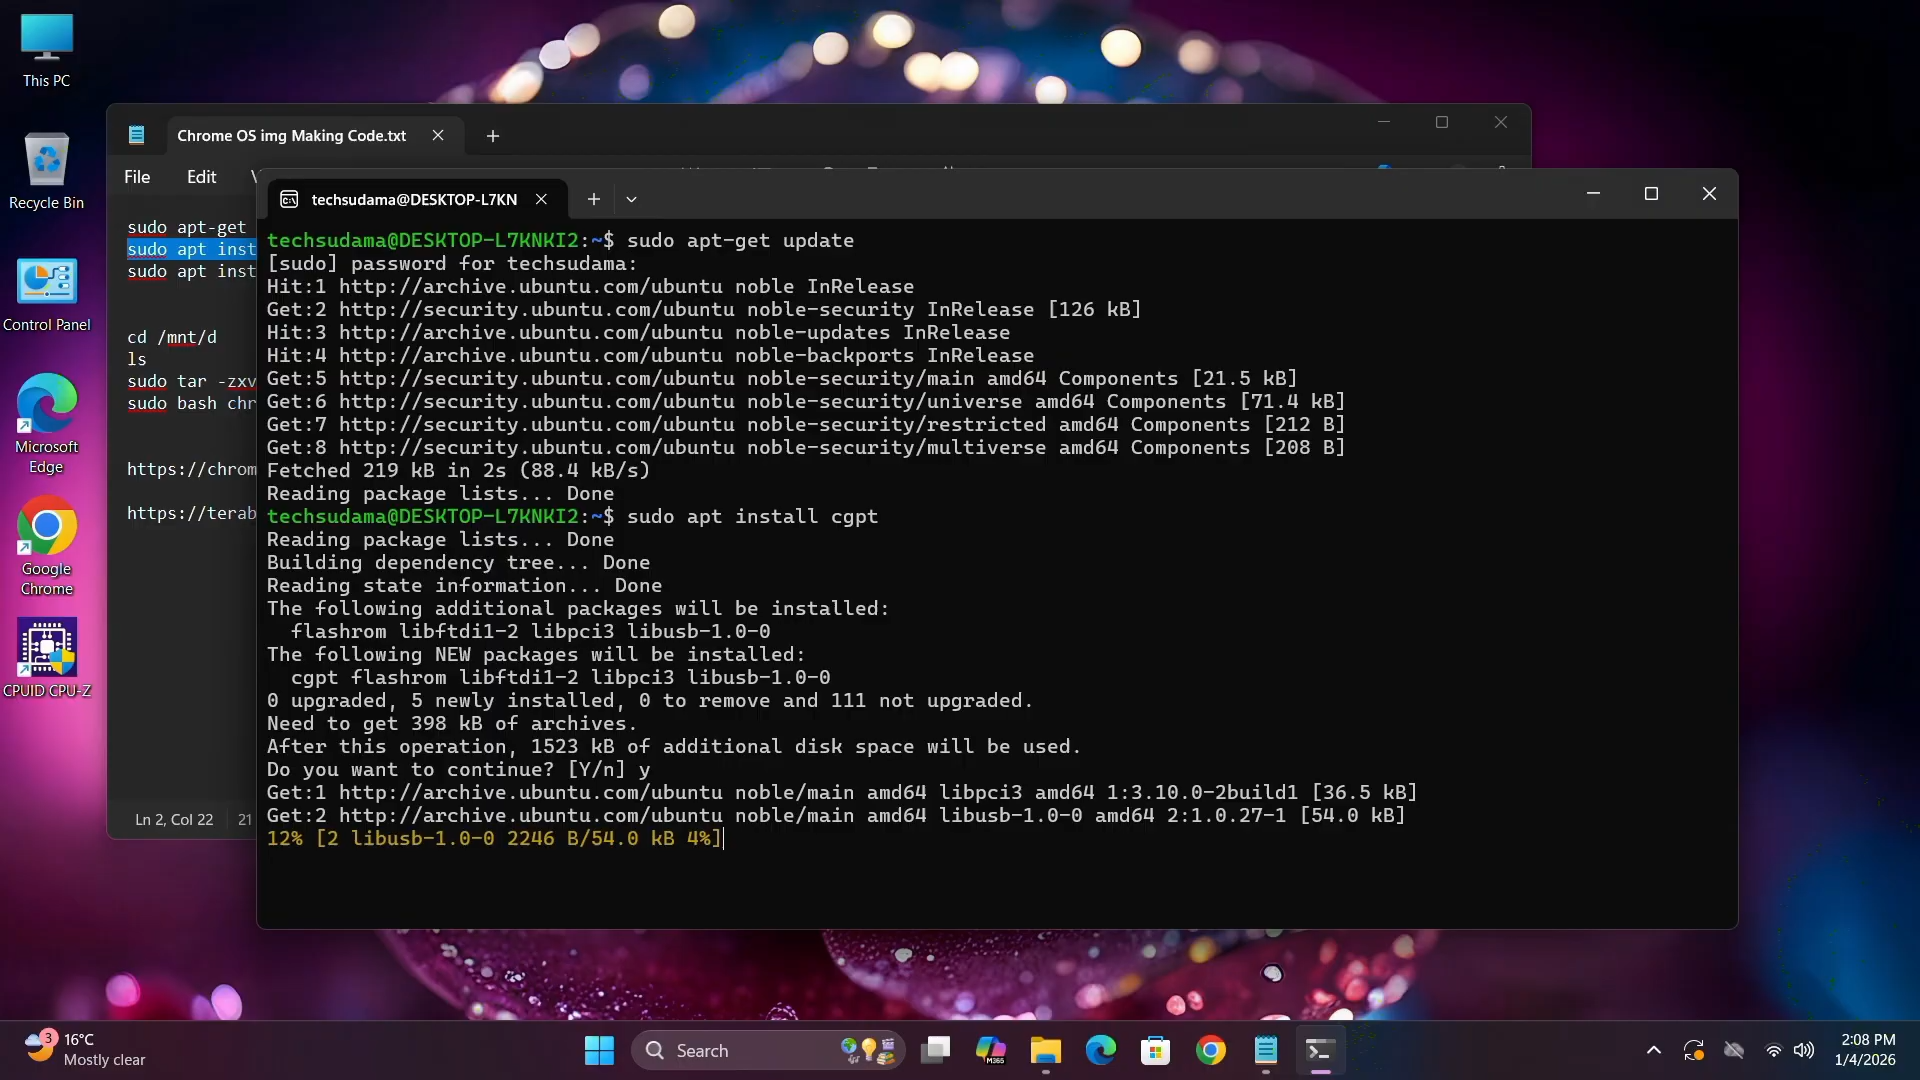 This PC
Recycle Bin
Control Panel
Microsoft
Edge
Google
Chrome
CPUID CPU-Z
Chrome OS img Making Code.txt
File Edit
sudo apt-get
sudo apt inst
sudo apt inst
cd /mnt/d
ls
sudo tar -zxv
sudo bash chr
https://chrom
https://terab
Ln 2, Col 22 21
techsudama@DESKTOP-L7KN
techsudama@DESKTOP-L7KNKI2:~$ sudo apt-get update
[sudo] password for techsudama:
Hit:1 http://archive.ubuntu.com/ubuntu noble InRelease
Get:2 http://security.ubuntu.com/ubuntu noble-security InRelease [126 kB]
Hit:3 http://archive.ubuntu.com/ubuntu noble-updates InRelease
Hit:4 http://archive.ubuntu.com/ubuntu noble-backports InRelease
Get:5 http://security.ubuntu.com/ubuntu noble-security/main amd64 Components [21.5 kB]
Get:6 http://security.ubuntu.com/ubuntu noble-security/universe amd64 Components [71.4 kB]
Get:7 http://security.ubuntu.com/ubuntu noble-security/restricted amd64 Components [212 B]
Get:8 http://security.ubuntu.com/ubuntu noble-security/multiverse amd64 Components [208 B]
Fetched 219 kB in 2s (88.4 kB/s)
Reading package lists... Done
techsudama@DESKTOP-L7KNKI2:~$ sudo apt install cgpt
Reading package lists... Done
Building dependency tree... Done
Reading state information... Done
The following additional packages will be installed:
flashrom libftdi1-2 libpci3 libusb-1.0-0
The following NEW packages will be installed:
cgpt flashrom libftdi1-2 libpci3 libusb-1.0-0
0 upgraded, 5 newly installed, 0 to remove and 111 not upgraded.
Need to get 398 kB of archives.
After this operation, 1523 kB of additional disk space will be used.
Do you want to continue? [Y/n] y
Get:1 http://archive.ubuntu.com/ubuntu noble/main amd64 libpci3 amd64 1:3.10.0-2build1 [36.5 kB]
Get:2 http://archive.ubuntu.com/ubuntu noble/main amd64 libusb-1.0-0 amd64 2:1.0.27-1 [54.0 kB]
12% [2 libusb-1.0-0 2246 B/54.0 kB 4%]
3
16°C
Mostly clear
Search
M365
2:08 PM
1/4/2026